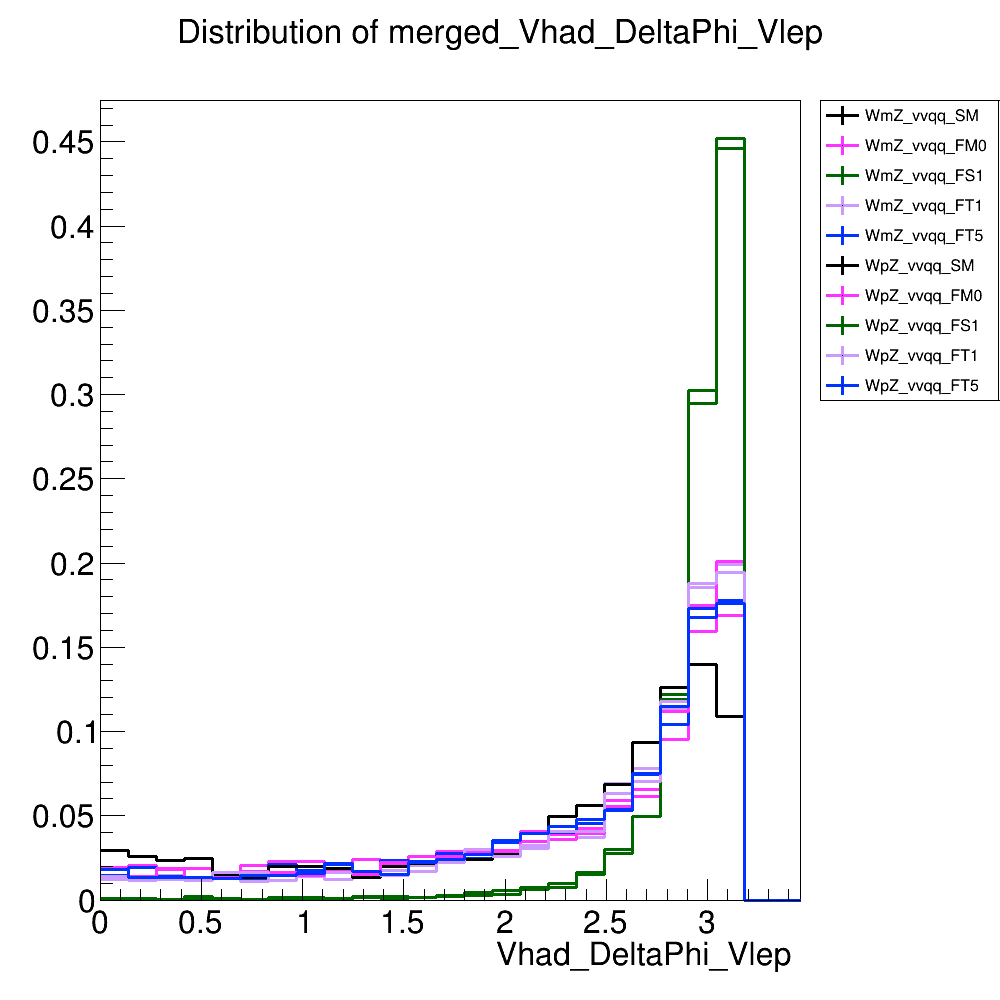 Distribution of merged_Vhad_DeltaPhi_Vlep
WmZ_vvqq_SM
WmZ_vvqq_FM0
WmZ_vvqq_FS1
WmZ_vvqq_FT1
WmZ_vvqq_FT5
WpZ_vvqq_SM
WpZ_vvqq_FM0
WpZ_vvqq_FS1
WpZ_vvqq_FT1
WpZ_vvqq_FT5
0.45
0.4
0.35
0.3
0.25
0.2
0.15
0.1
0.05
0
0 0.5 1 1.5 2 2.5 3
Vhad_DeltaPhi_Vlep